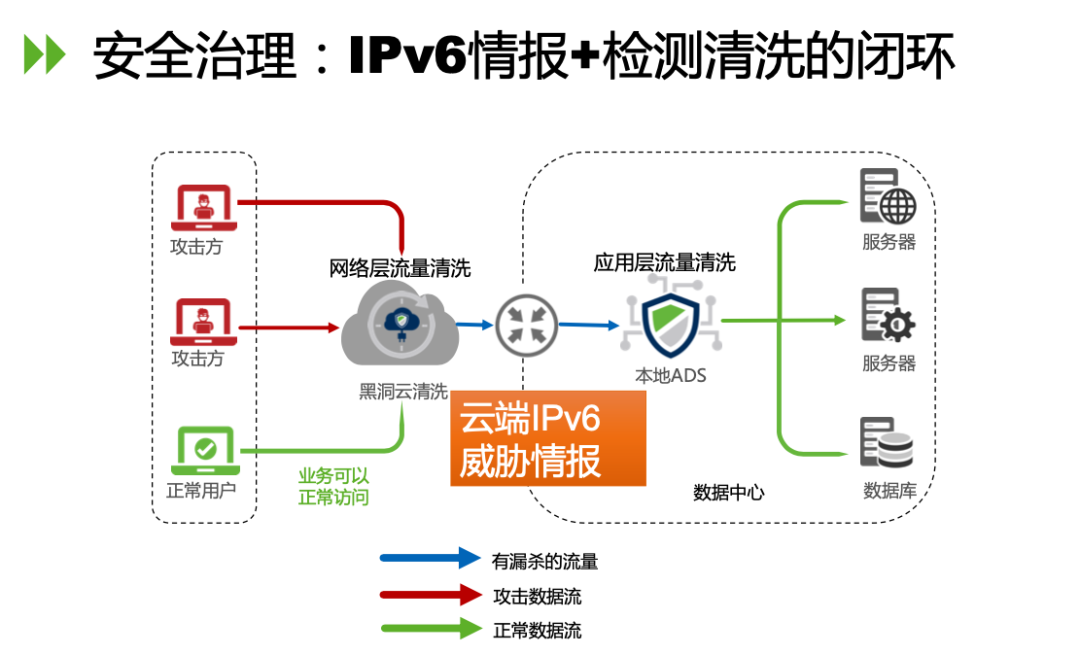 安全治理：IPv6情报+检测清洗的闭环
攻击方
网络层流量清洗
应用层流量清洗
服务器
攻击方
黑洞云清洗
本地ADS
服务器
云端IPv6
威胁情报
正常用户
业务可以
正常访问
数据中心
数据库
有漏杀的流量
攻击数据流
正常数据流